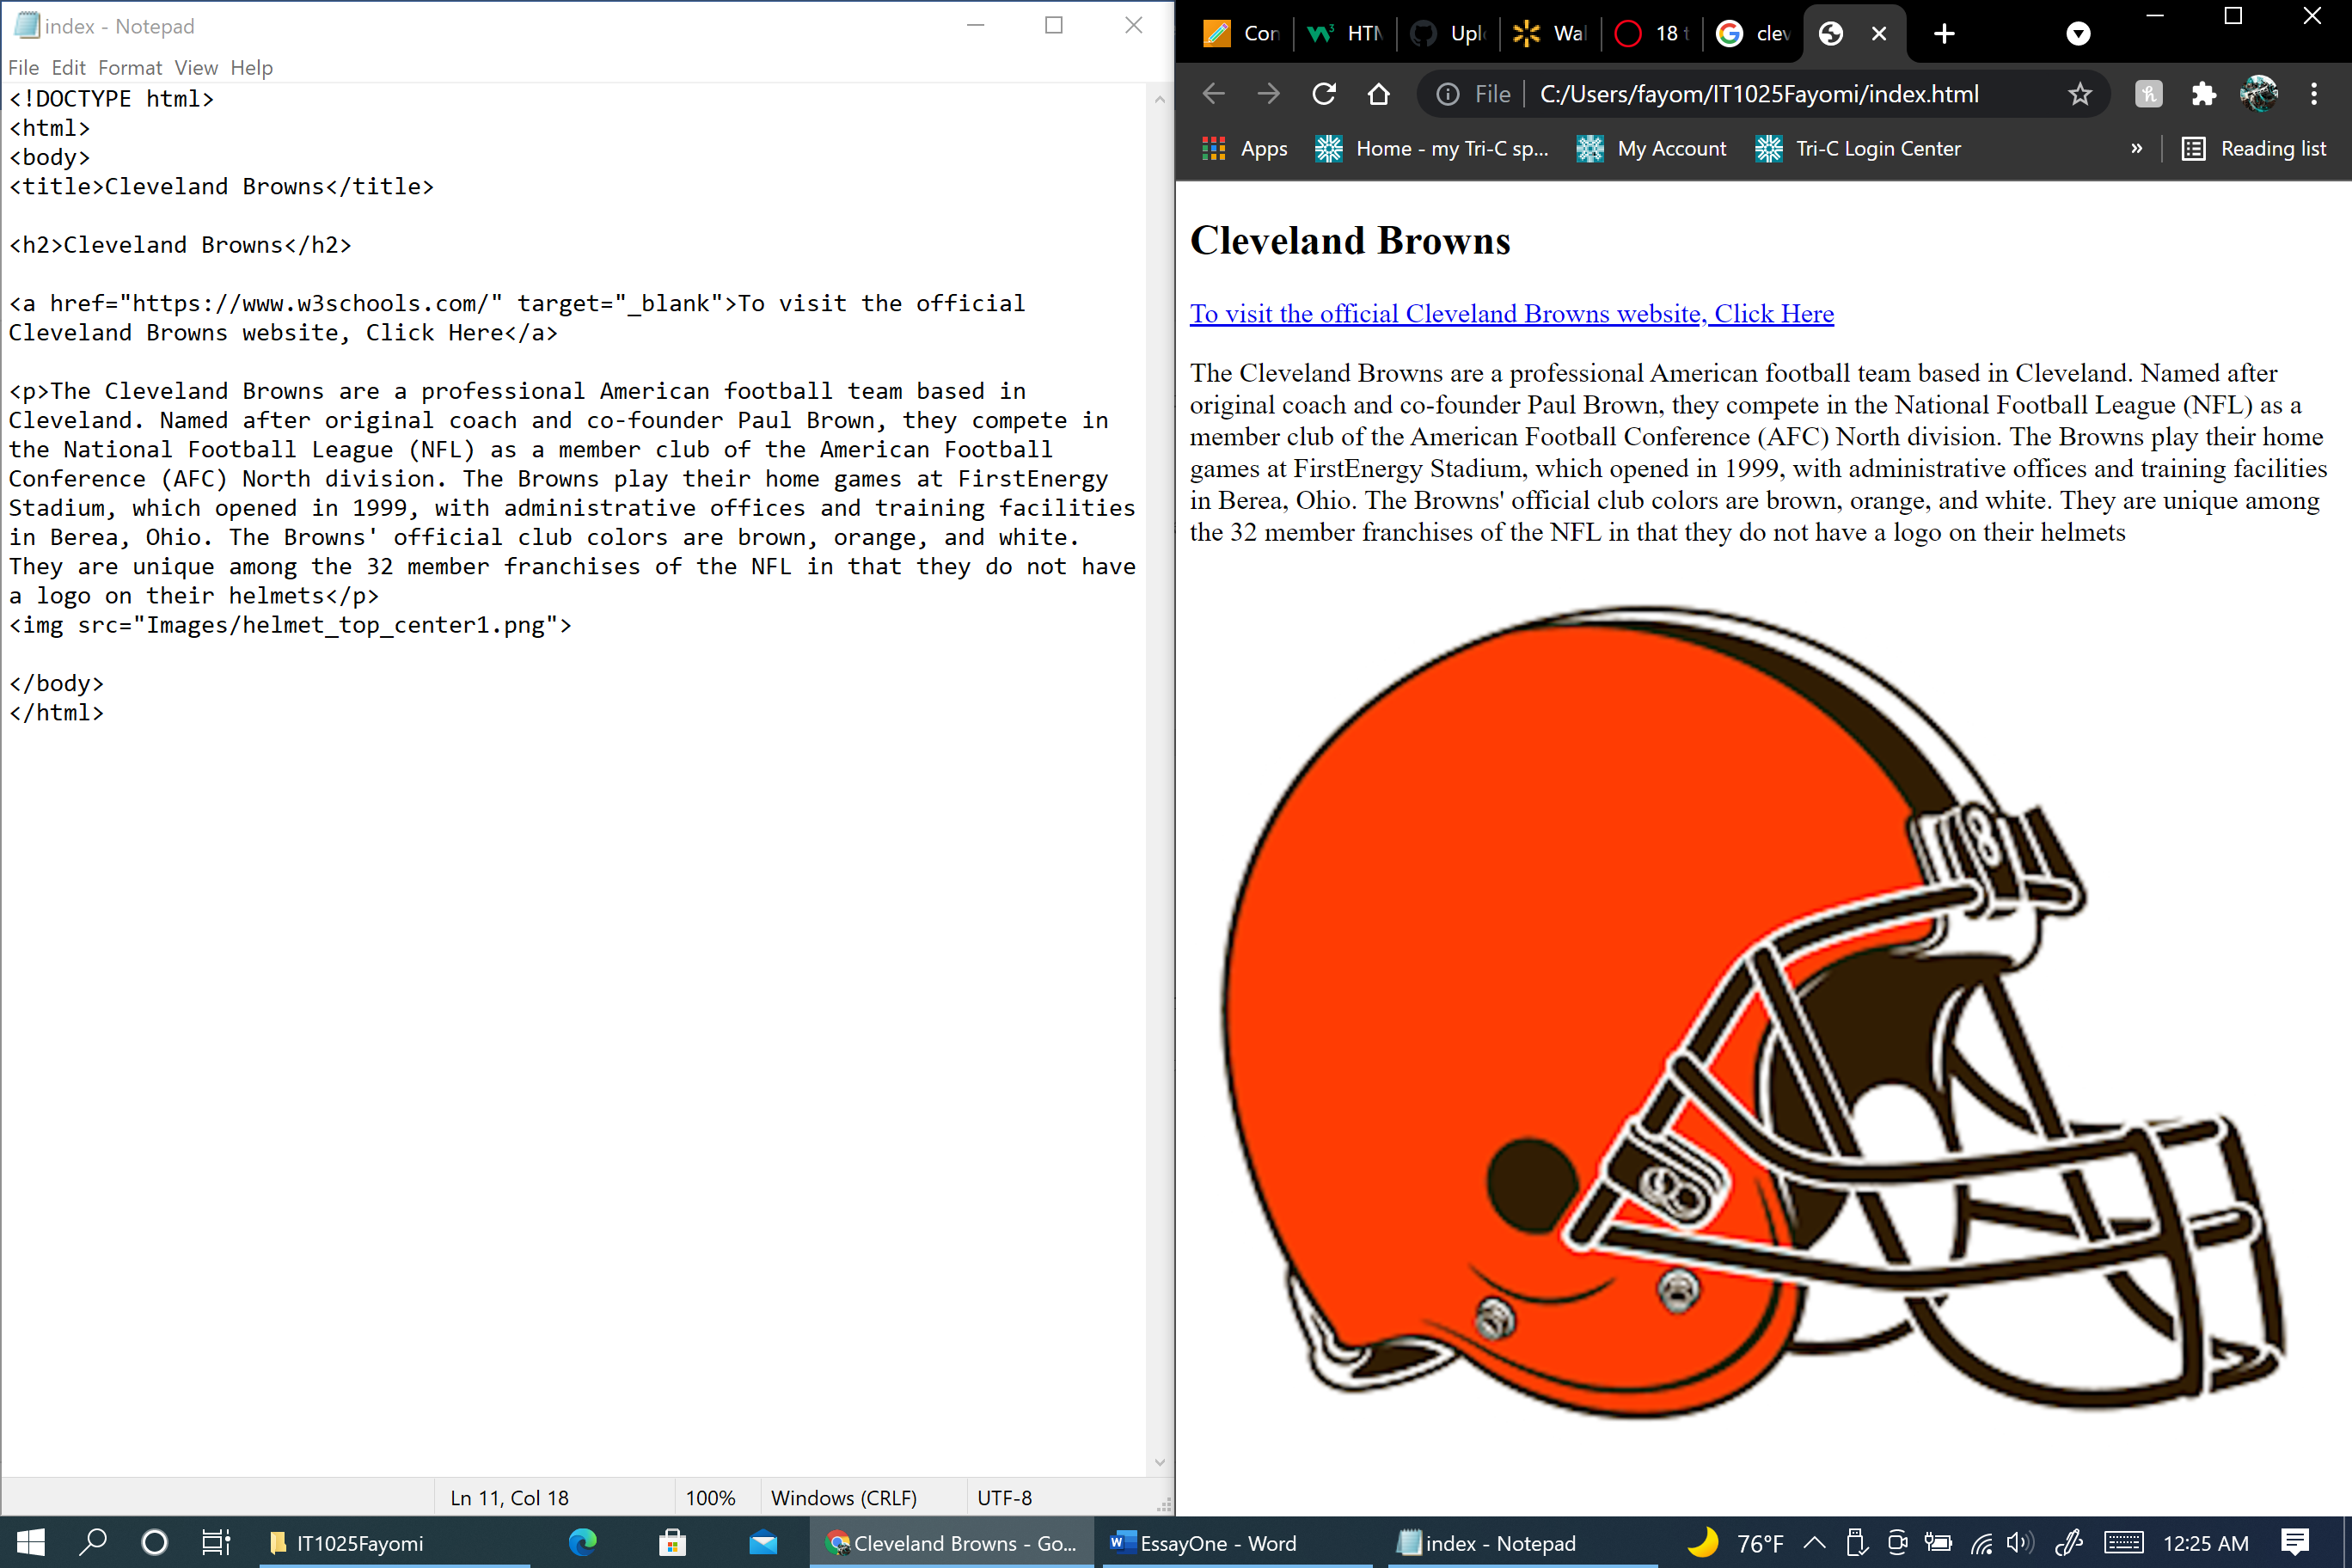 index - Notepad
File Edit Format View Help
<!DOCTYPE html>
<html>
<body>
<title>Cleveland Browns</title>
<h2>Cleveland Browns</h2>
<a href="https://www.w3schools.com/" target="_blank">To visit the official
Cleveland Browns website, Click Here</a>
<p>The Cleveland Browns are a professional American football team based in
Cleveland. Named after original coach and co-founder Paul Brown, they compete in
the National Football League (NFL) as a member club of the American Football
Conference (AFC) North division. The Browns play their home games at FirstEnergy
Stadium, which opened in 1999, with administrative offices and training facilities
in Berea, Ohio. The Browns' official club colors are brown, orange, and white.
They are unique among the 32 member franchises of the NFL in that they do not have
a logo on their helmets</p>
<img src="Images/helmet_top_center1.png">
</body>
</html>
Ln 11, Col 18 100% Windows (CRLF) UTF-8
Con HTM Upl Wal 18 t clev
File C:/Users/fayom/IT1025Fayomi/index.html
Apps Home - my Tri-C sp... My Account Tri-C Login Center » Reading list
Cleveland Browns
To visit the official Cleveland Browns website, Click Here
The Cleveland Browns are a professional American football team based in Cleveland. Named after
original coach and co-founder Paul Brown, they compete in the National Football League (NFL) as a
member club of the American Football Conference (AFC) North division. The Browns play their home
games at FirstEnergy Stadium, which opened in 1999, with administrative offices and training facilities
in Berea, Ohio. The Browns' official club colors are brown, orange, and white. They are unique among
the 32 member franchises of the NFL in that they do not have a logo on their helmets
IT1025Fayomi Cleveland Browns - Go... EssayOne - Word index - Notepad 76°F 12:25 AM